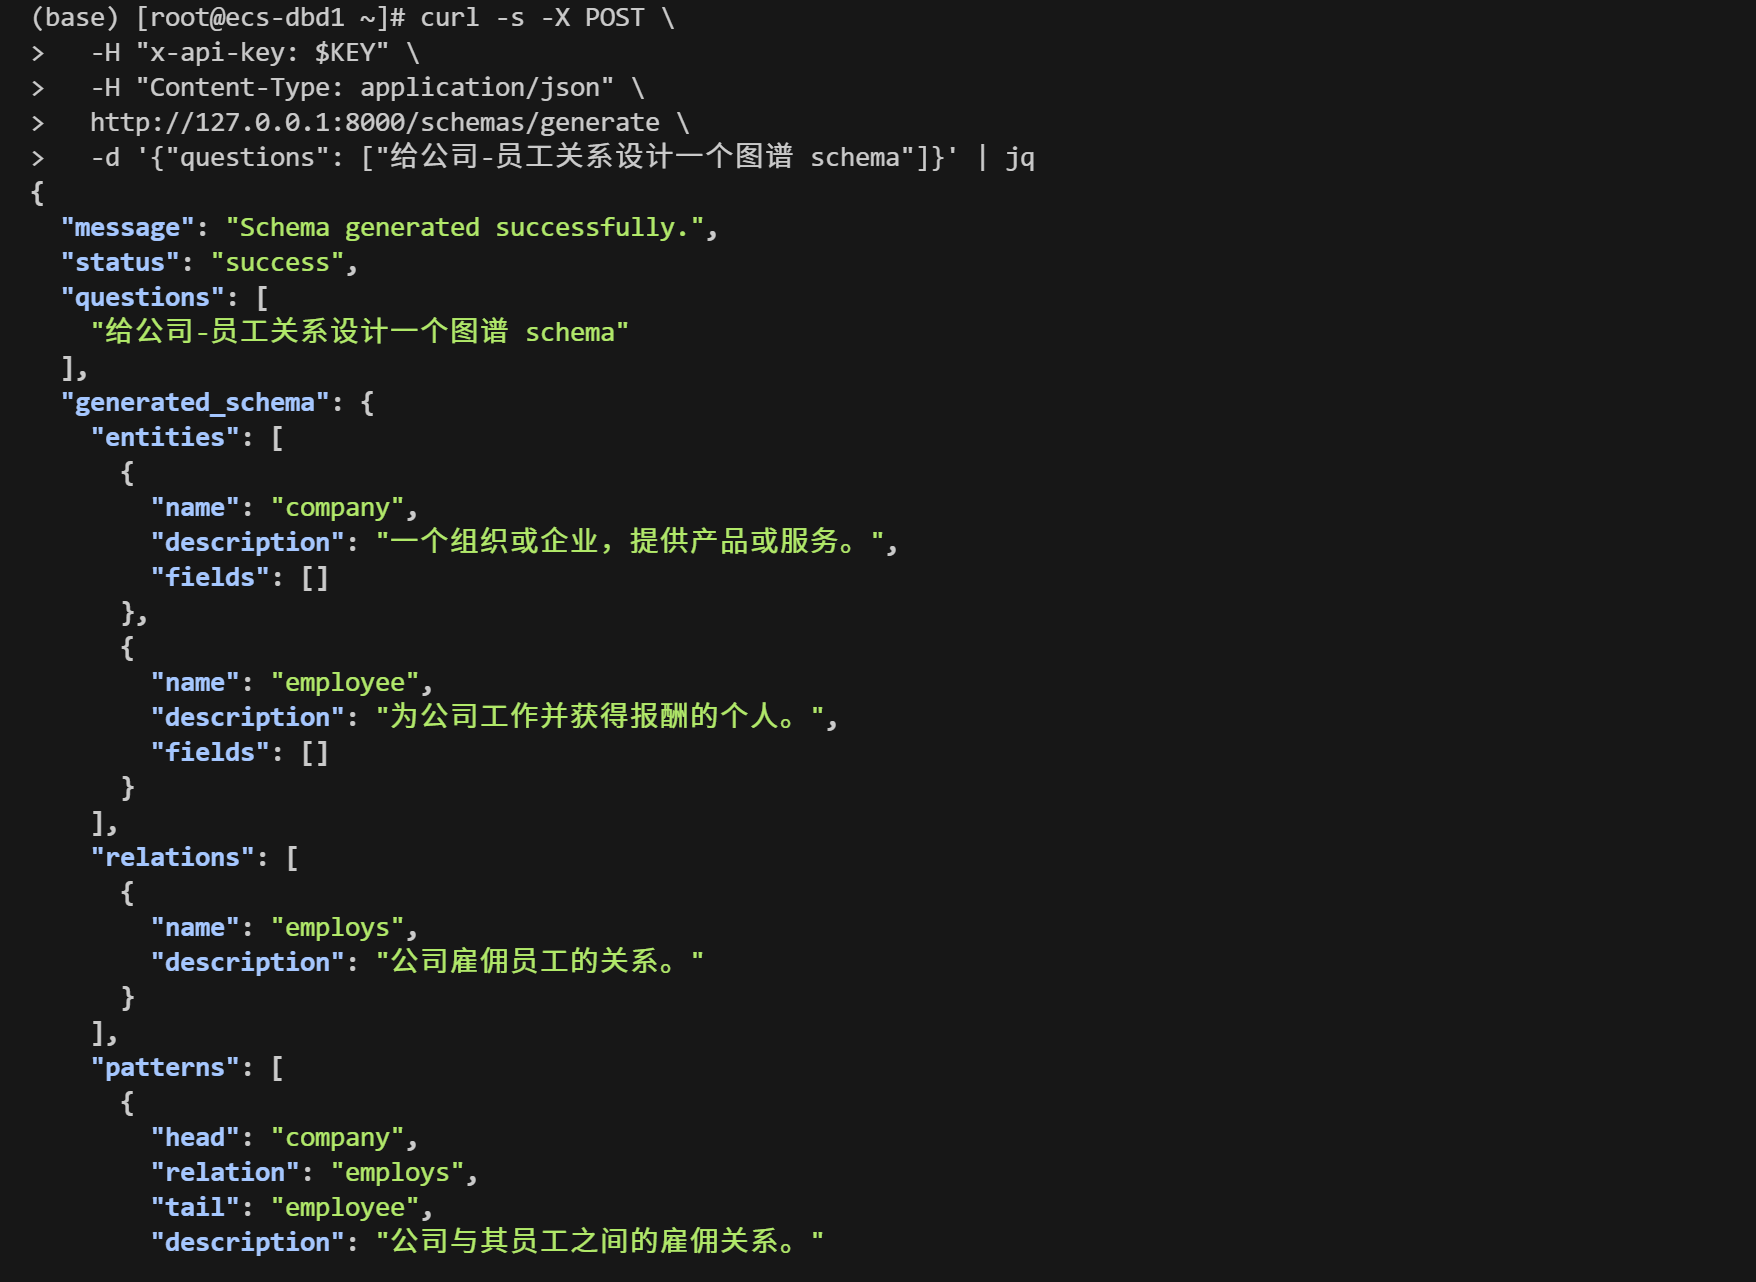 (base) [root@ecs-dbd1 ~]# curl -s -X POST \
>   -H "x-api-key: $KEY" \
>   -H "Content-Type: application/json" \
>   http://127.0.0.1:8000/schemas/generate \
>   -d '{"questions": ["给公司-员工关系设计一个图谱 schema"]}' | jq
{
  "message": "Schema generated successfully.",
  "status": "success",
  "questions": [
    "给公司-员工关系设计一个图谱 schema"
  ],
  "generated_schema": {
    "entities": [
      {
        "name": "company",
        "description": "一个组织或企业，提供产品或服务。",
        "fields": []
      },
      {
        "name": "employee",
        "description": "为公司工作并获得报酬的个人。",
        "fields": []
      }
    ],
    "relations": [
      {
        "name": "employs",
        "description": "公司雇佣员工的关系。"
      }
    ],
    "patterns": [
      {
        "head": "company",
        "relation": "employs",
        "tail": "employee",
        "description": "公司与其员工之间的雇佣关系。"